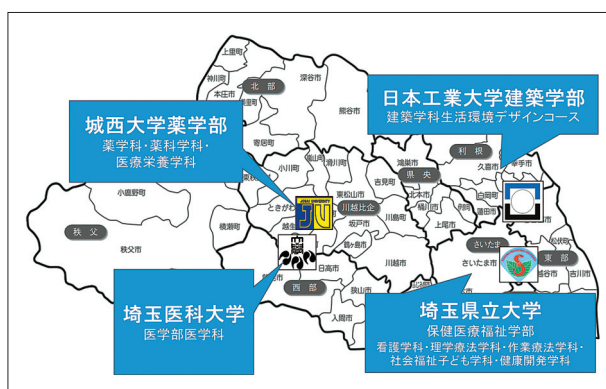 上里町
神川町
本庄市
深谷市
北部
美里町
熊谷市
寄居町
城西大学薬学部
薬学科・薬科学科・
医療栄養学科
日本工業大学建築学部
建築学科生活環境デザインコース
小川町
嵐山町
滑川町
鴻巣市
利根
久喜市
幸手市
吉見町
県央
東松山市
北本市
白岡町
桶川市
伊奈町
蓮田市
小鹿野町
横瀬町
ときがわ
JOSAI UNIVERSITY
JU
川越比企
川島町
上尾市
秩父
越生
坂戸市
鶴ヶ島市
さいたま
松伏町
秩父市
日高市
川越市
さいたま市
東部
越谷市
吉川市
西部
狭山市
入間市
埼玉医科大学
医学部医学科
埼玉県立大学
保健医療福祉学部
看護学科・理学療法学科・作業療法学科・
社会福祉子ども学科・健康開発学科